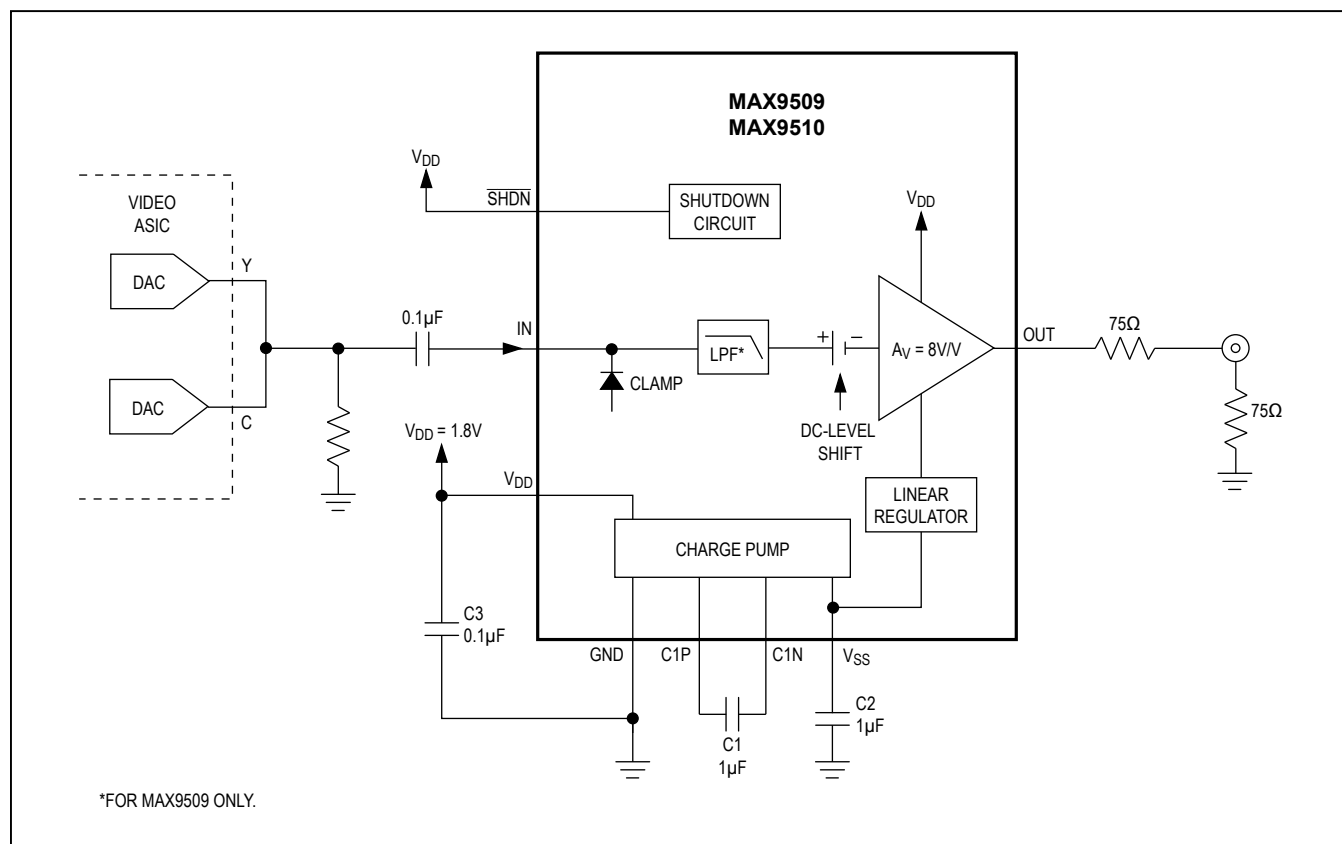 MAX9509
MAX9510
VDD
SHDN
SHUTDOWN
CIRCUIT
VDD
VIDEO
ASIC
DAC
Y
0.1µF
IN
LPF*
+
−
AV = 8V/V
OUT
75Ω
CLAMP
DC-LEVEL
SHIFT
DAC
C
75Ω
VDD = 1.8V
VDD
LINEAR
REGULATOR
CHARGE PUMP
C3
0.1µF
GND
C1P
C1N
VSS
C1
1µF
C2
1µF
*FOR MAX9509 ONLY.